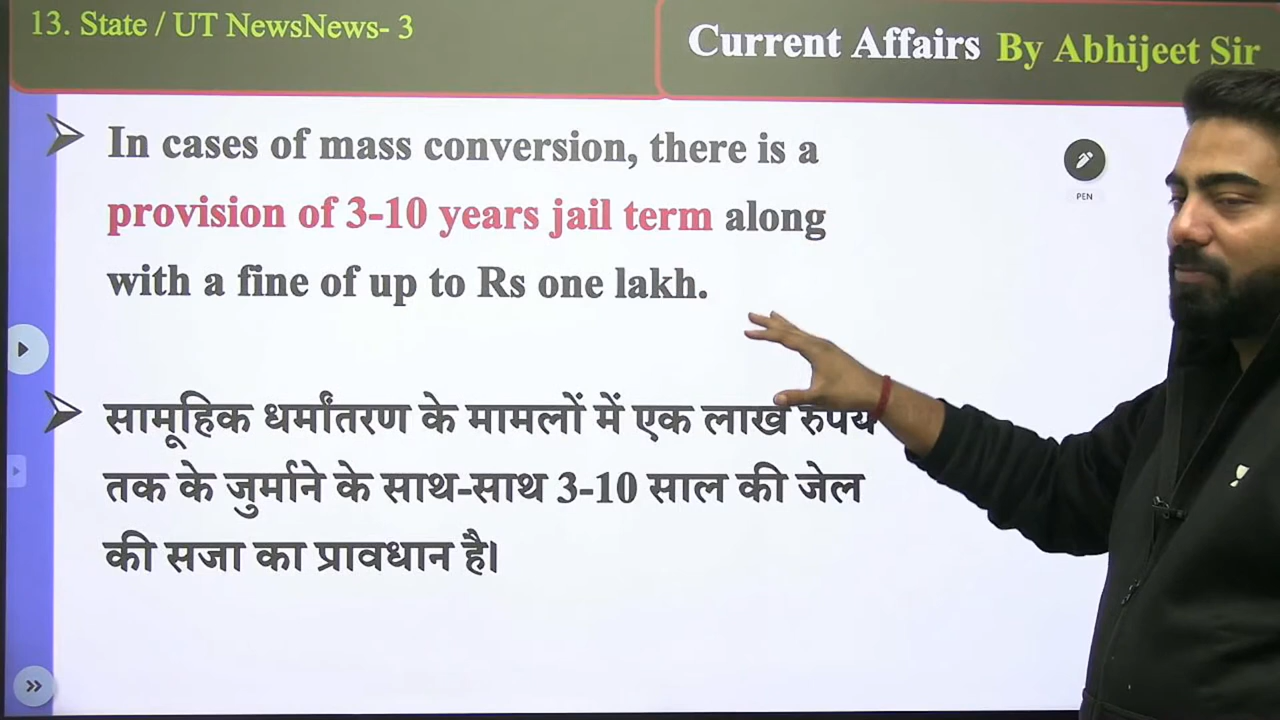 13. State / UT NewsNews- 3
Current Affairs By Abhijeet Sir
In cases of mass conversion, there is a
provision of 3-10 years jail term along
with a fine of up to Rs one lakh.
PEN
सामूहिक धर्मांतरण के मामलों में एक लाख रुपये
तक के जुर्माने के साथ-साथ 3-10 साल की जेल
की सजा का प्रावधान है।